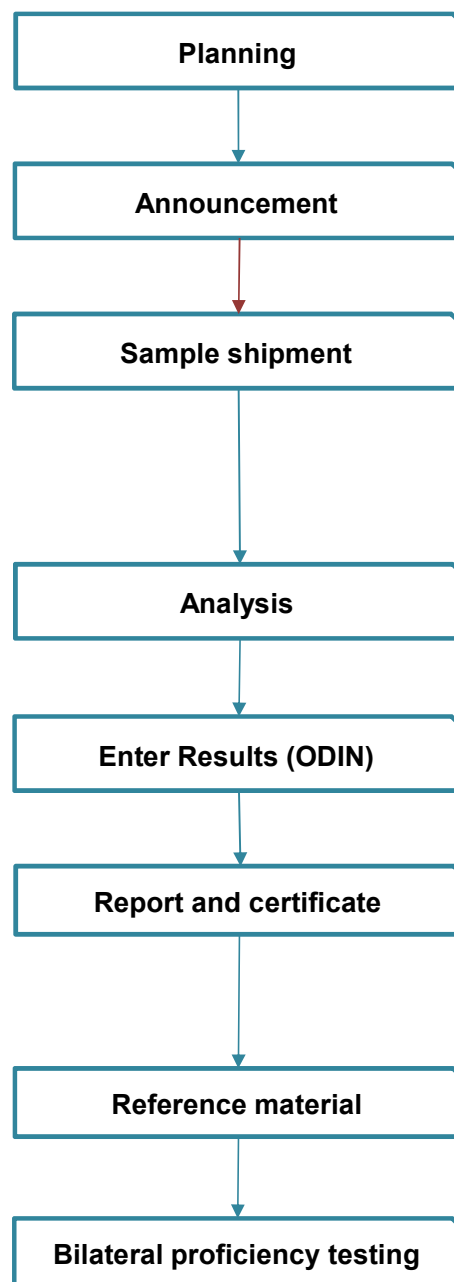 Planning
Announcement
Sample shipment
Analysis
Enter Results (ODIN)
Report and certificate
Reference material
Bilateral proficiency testing